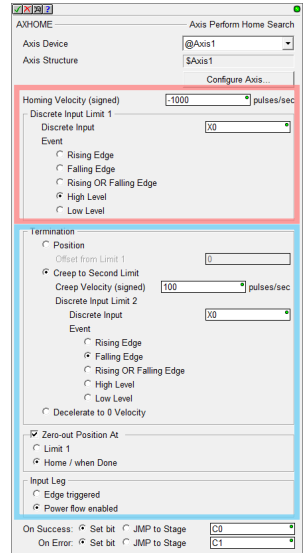 AXHOME Axis Perform Home Search
Axis Device @Axis1
Axis Structure $Axis1
Configure Axis...
Homing Velocity (signed) -1000 pulses/sec
Discrete Input Limit 1
Discrete Input X0
Event
Rising Edge
Falling Edge
Rising OR Falling Edge
High Level
Low Level
Termination
Position
Offset from Limit 1 0
Creep to Second Limit
Creep Velocity (signed) 100 pulses/sec
Discrete Input Limit 2
Discrete Input X0
Event
Rising Edge
Falling Edge
Rising OR Falling Edge
High Level
Low Level
Decelerate to 0 Velocity
Zero-out Position At
Limit 1
Home / when Done
Input Leg
Edge triggered
Power flow enabled
On Success: Set bit JMP to Stage C0
On Error: Set bit JMP to Stage C1